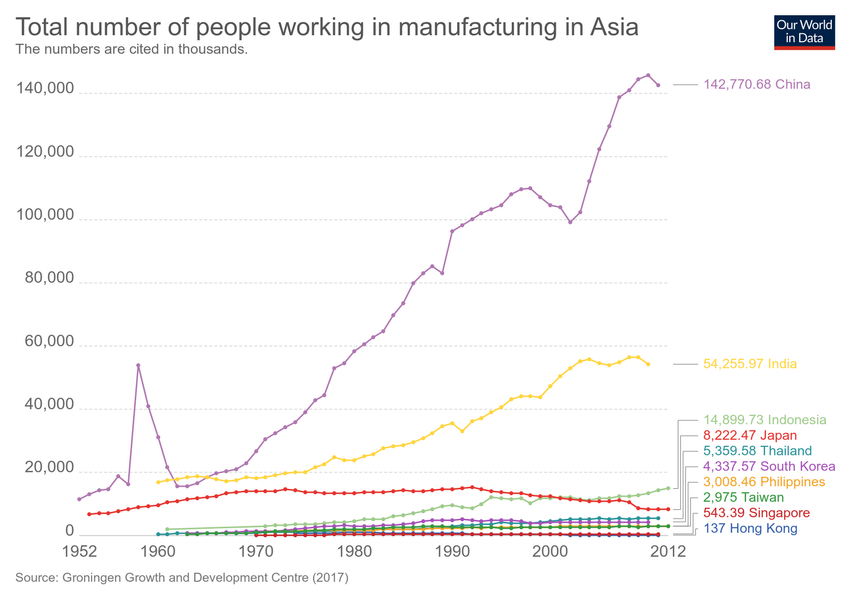 Total number of people working in manufacturing in Asia
The numbers are cited in thousands.
Our World
in Data
140,000
120,000
100,000
80,000
60,000
40,000
20,000
0
142,770.68 China
54,255.97 India
14,899.73 Indonesia
8,222.47 Japan
5,359.58 Thailand
4,337.57 South Korea
3,008.46 Philippines
2,975 Taiwan
543.39 Singapore
137 Hong Kong
1952 1960 1970 1980 1990 2000 2012
Source: Groningen Growth and Development Centre (2017)